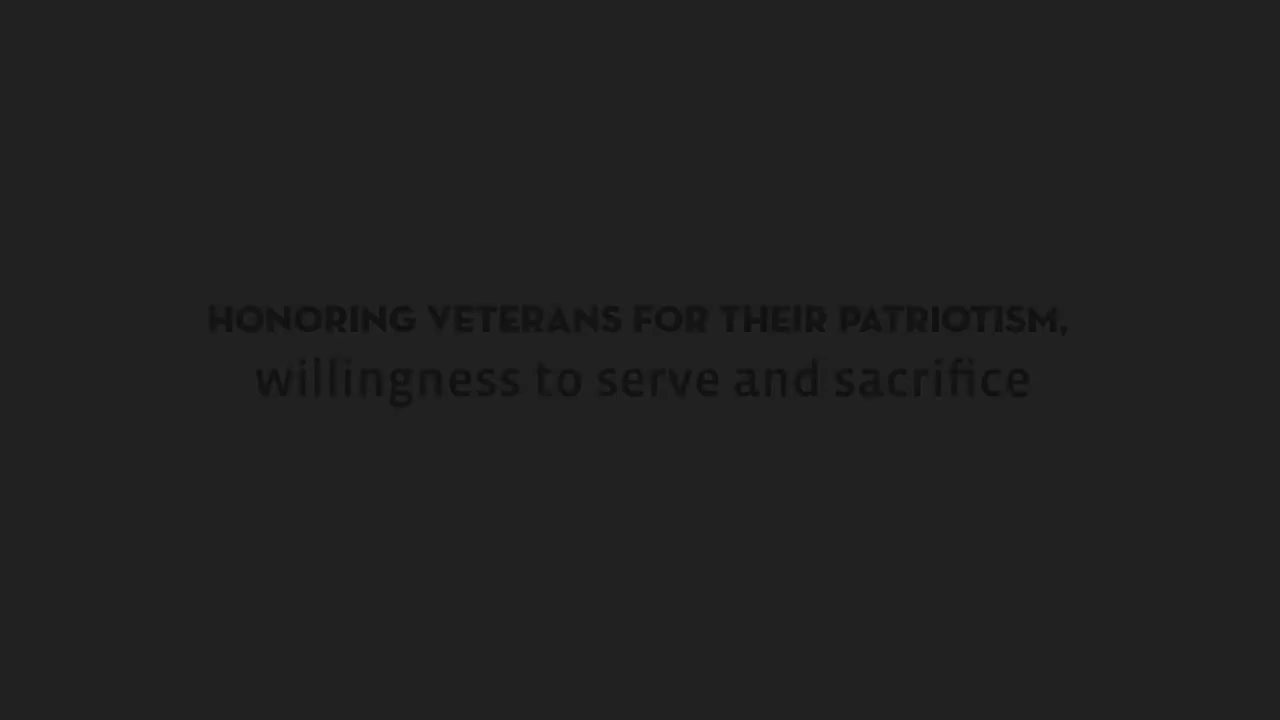 HONORING VETERANS FOR THEIR PATRIOTISM,
willingness to serve and sacrifice